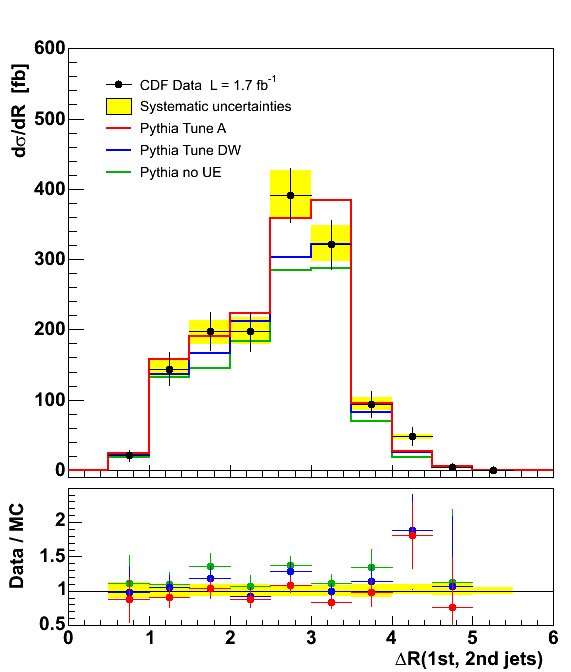 dσ/dR [fb]
600
500
400
300
200
100
0
CDF Data L = 1.7 fb⁻¹
Systematic uncertainties
Pythia Tune A
Pythia Tune DW
Pythia no UE
Data / MC
2
1.5
1
0.5
0 1 2 3 4 5 6
ΔR(1st, 2nd jets)